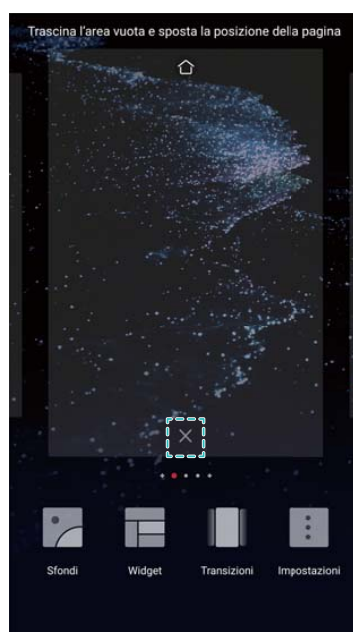 Trascina l'area vuota e sposta la posizione della pagina
Sfondi
Widget
Transizioni
Impostazioni